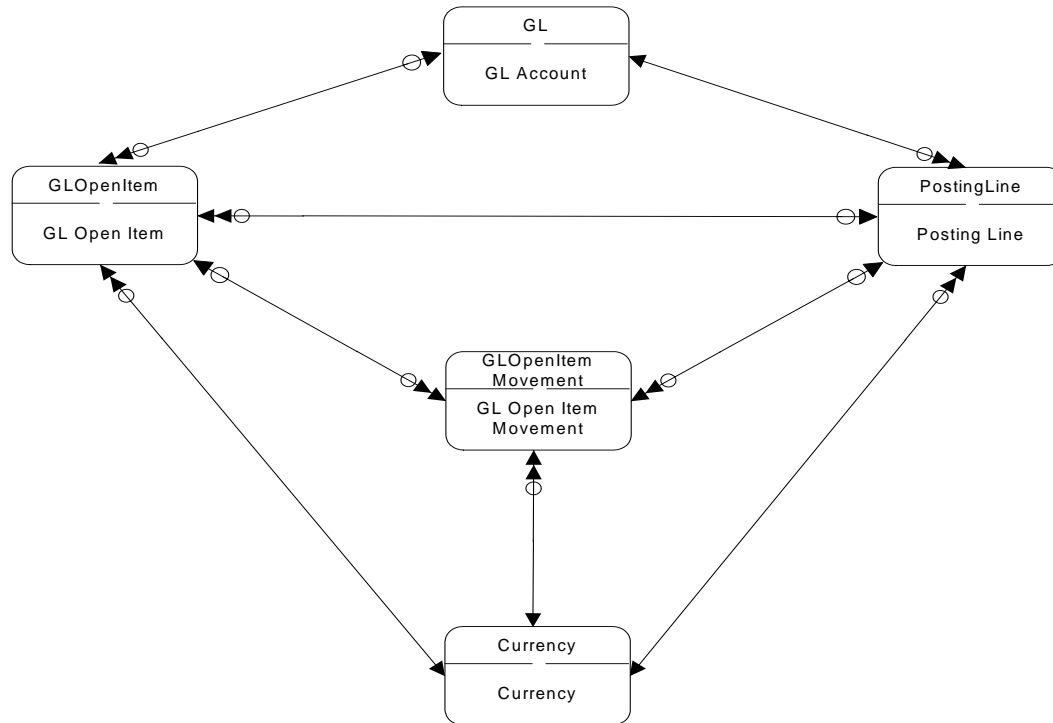 GL
GL Account
GLOpenItem
GL Open Item
PostingLine
Posting Line
GLOpenItem
Movement
GL Open Item
Movement
Currency
Currency